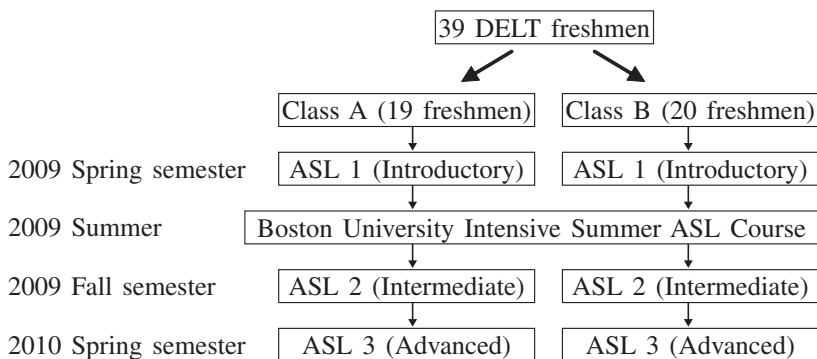 39 DELT freshmen
Class A (19 freshmen) Class B (20 freshmen)
2009 Spring semester ASL 1 (Introductory) ASL 1 (Introductory)
2009 Summer Boston University Intensive Summer ASL Course
2009 Fall semester ASL 2 (Intermediate) ASL 2 (Intermediate)
2010 Spring semester ASL 3 (Advanced) ASL 3 (Advanced)